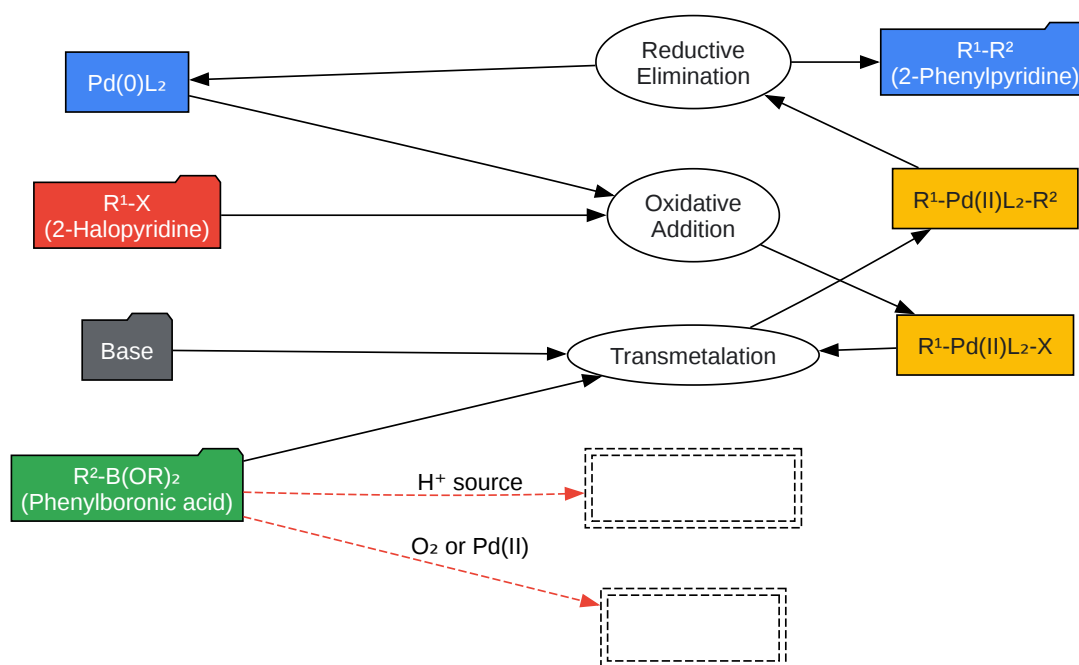 Reductive
Elimination
R¹-R²
(2-Phenylpyridine)
Pd(0)L₂
R¹-X
(2-Halopyridine)
Oxidative
Addition
R¹-Pd(II)L₂-R²
Base
Transmetalation
R¹-Pd(II)L₂-X
R²-B(OR)₂
(Phenylboronic acid)
H⁺ source
O₂ or Pd(II)